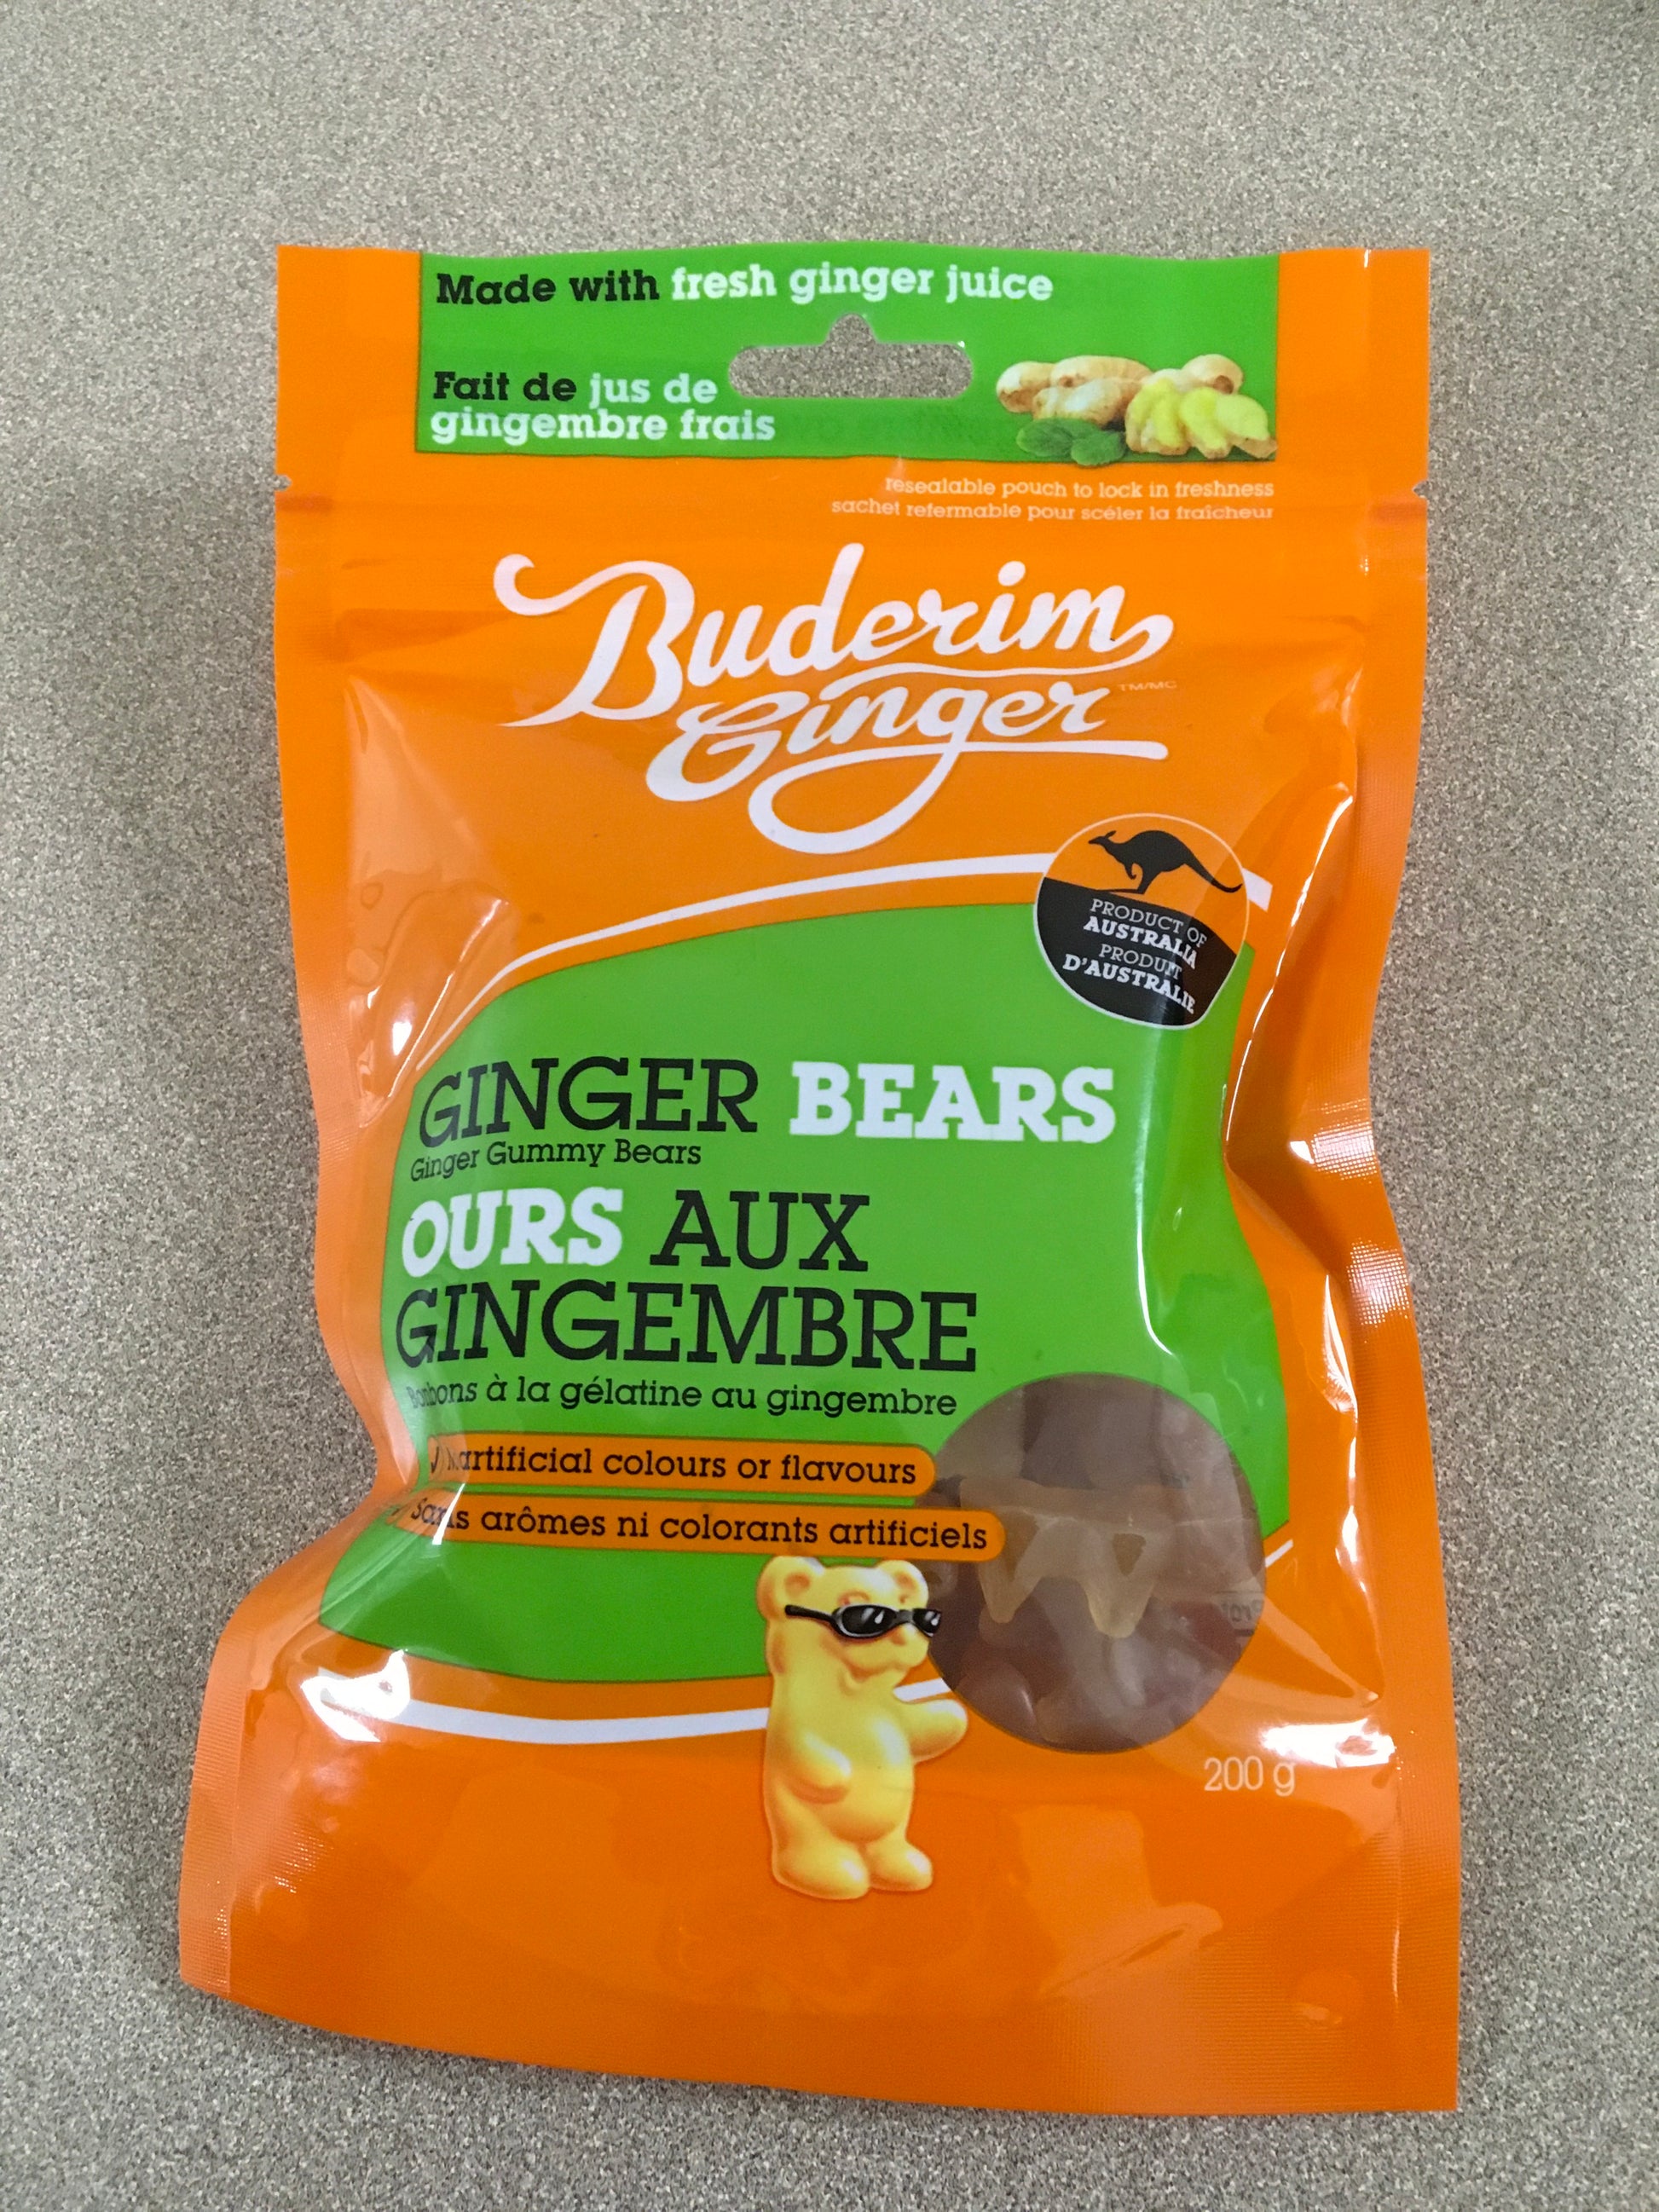 Made with fresh ginger juice
Fait de jus de
gingembre frais
resealable pouch to lock in freshness
sachet refermable pour scéler la fraîcheur
Buderim
Ginger TM/MC
PRODUCT OF
AUSTRALIA
PRODUIT
D'AUSTRALIE
GINGER BEARS
Ginger Gummy Bears
OURS AUX
GINGEMBRE
Bonbons à la gélatine au gingembre
artificial colours or flavours
Sans arômes ni colorants artificiels
200 g